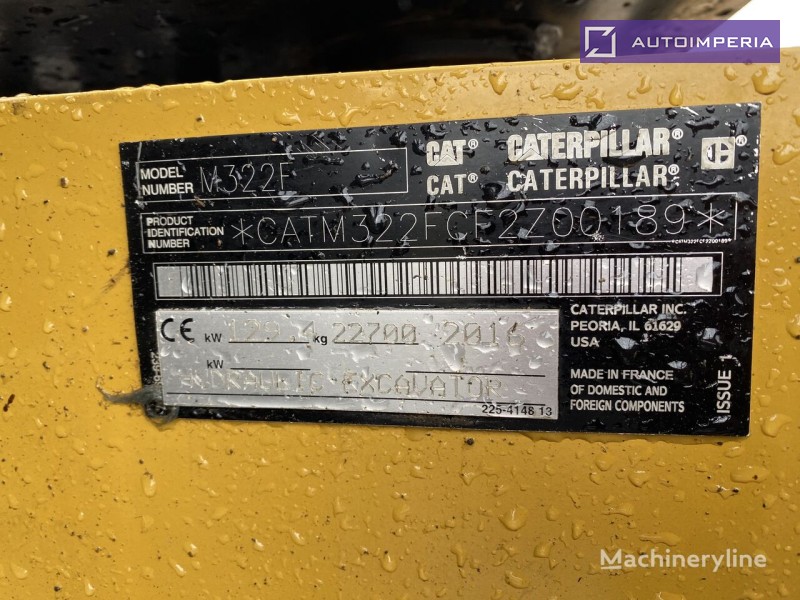 AUTOIMPERIA
MODEL NUMBER M322F
CAT® CATERPILLAR®
CAT® CATERPILLAR®
PRODUCT IDENTIFICATION NUMBER *CATM322FCF2Z00189*
*CATM322FCF2Z00189*
CE kW 129.4 kg 22700 2016
kW
HYDRAULIC EXCAVATOR
225-4148 13
CATERPILLAR INC.
PEORIA, IL 61629
USA
MADE IN FRANCE
OF DOMESTIC AND
FOREIGN COMPONENTS
ISSUE 1
Machineryline